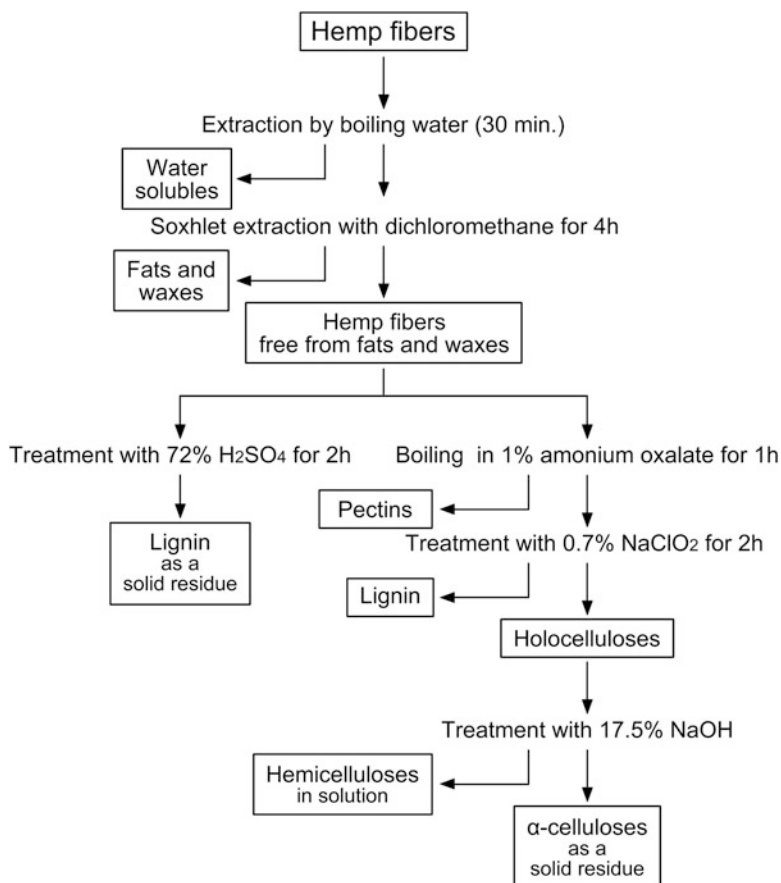 Hemp fibers
Extraction by boiling water (30 min.)
Water
solubles
Soxhlet extraction with dichloromethane for 4h
Fats and
waxes
Hemp fibers
free from fats and waxes
Treatment with 72% H₂SO₄ for 2h
Boiling in 1% amonium oxalate for 1h
Pectins
Lignin
as a
solid residue
Treatment with 0.7% NaClO₂ for 2h
Lignin
Holocelluloses
Treatment with 17.5% NaOH
Hemicelluloses
in solution
α-celluloses
as a
solid residue